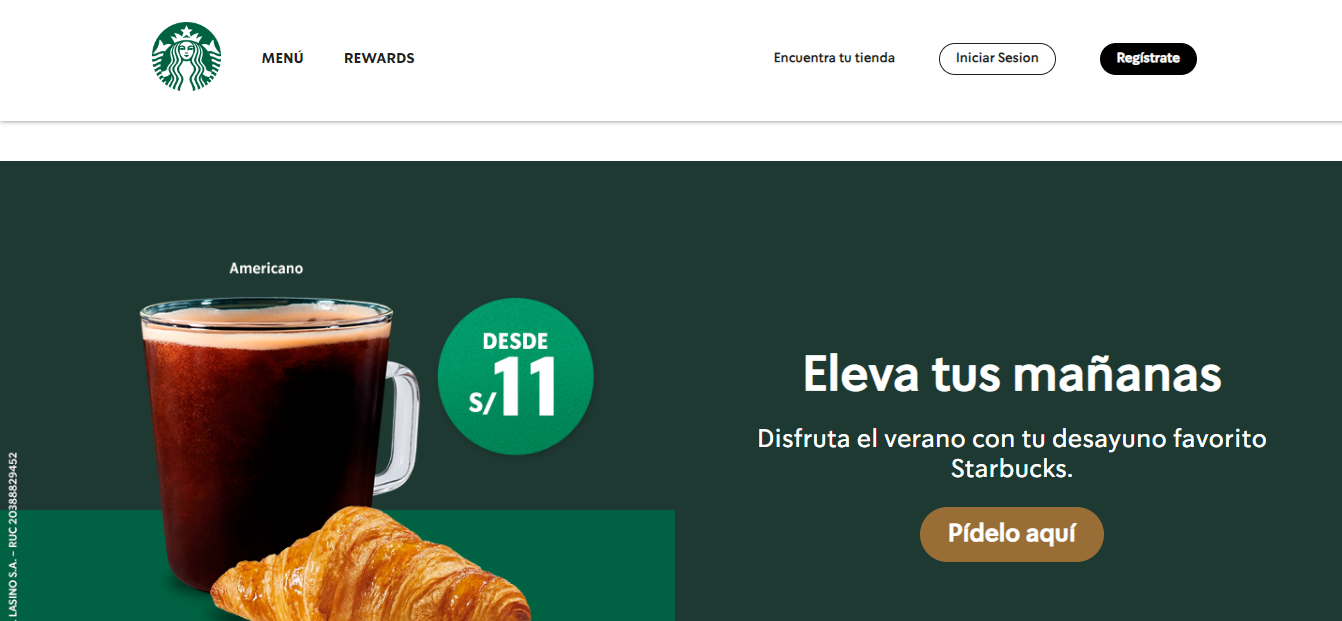 MENÚ
REWARDS
Encuentra tu tienda
Iniciar Sesion
Regístrate
Americano
DESDE
S/11
Eleva tus mañanas
Disfruta el verano con tu desayuno favorito
Starbucks.
Pídelo aquí
LASINO S.A. - RUC 20388829452